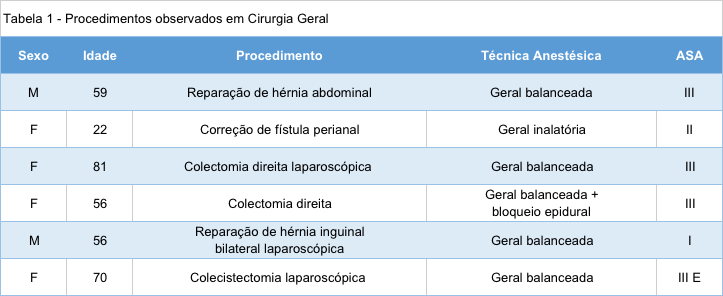 Tabela 1 - Procedimentos observados em Cirurgia Geral
Sexo Idade Procedimento Técnica Anestésica ASA
M 59 Reparação de hérnia abdominal Geral balanceada III
F 22 Correção de fístula perianal Geral inalatória II
F 81 Colectomia direita laparoscópica Geral balanceada III
F 56 Colectomia direita Geral balanceada +
bloqueio epidural III
M 56 Reparação de hérnia inguinal
bilateral laparoscópica Geral balanceada I
F 70 Colecistectomia laparoscópica Geral balanceada III E